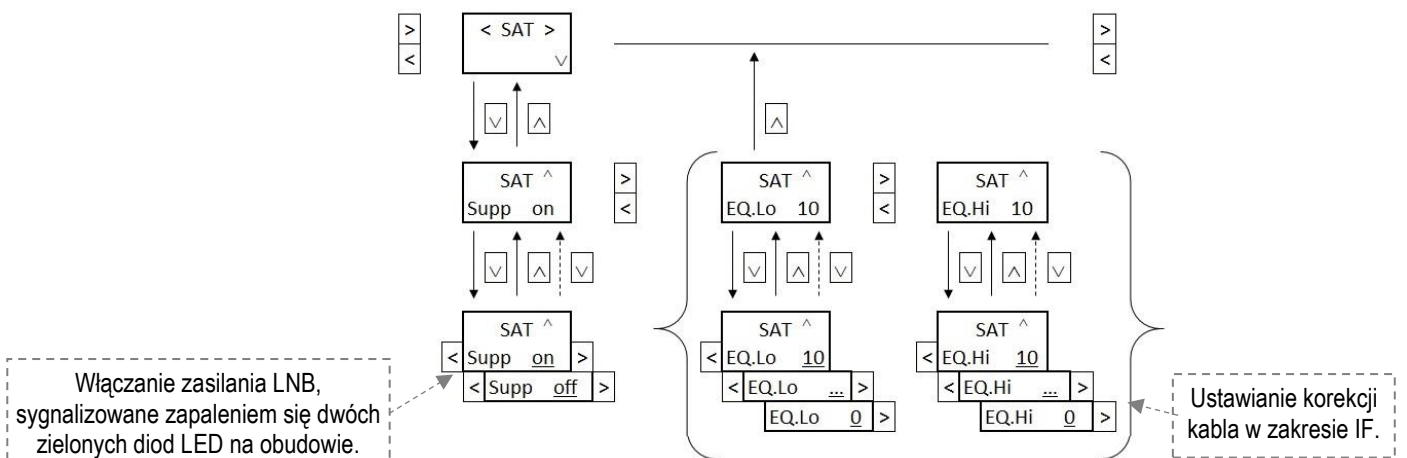 > < SAT > >
< ∨ <
∨ ∧ ∧
SAT ^ > SAT ^ > SAT ^
Supp on < EQ.Lo 10 < EQ.Hi 10
∨ ∧ ∨ ∨ ∧ ∨ ∨ ∧ ∨
SAT ^ SAT ^ SAT ^
< Supp on > < EQ.Lo 10 < EQ.Hi 10
< Supp off > < EQ.Lo ... > < EQ.Hi ... >
EQ.Lo 0 > EQ.Hi 0 >
Włączanie zasilania LNB,
sygnalizowane zapaleniem się dwóch
zielonych diod LED na obudowie.
Ustawianie korekcji
kabla w zakresie IF.